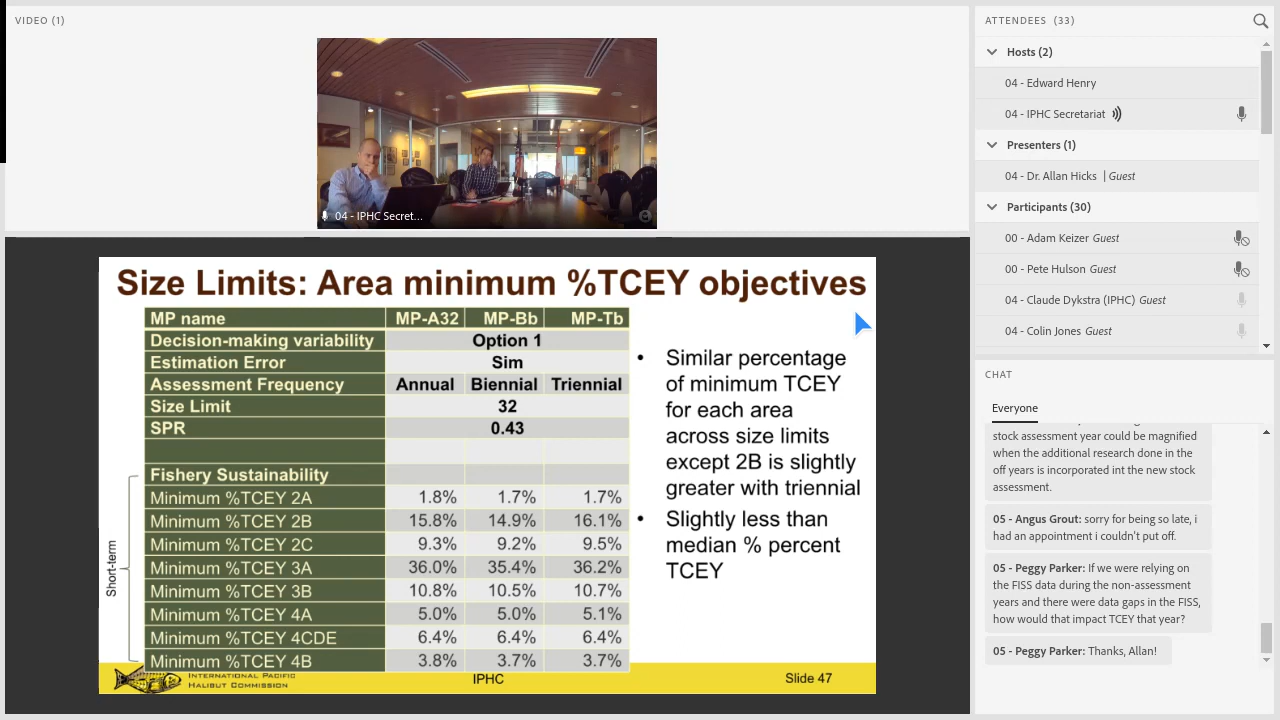 VIDEO (1)
04 - IPHC Secret...
Size Limits: Area minimum %TCEY objectives
MP name MP-A32 MP-Bb MP-Tb
Decision-making variability Option 1
Estimation Error Sim
Assessment Frequency Annual Biennial Triennial
Size Limit 32
SPR 0.43
Fishery Sustainability
Minimum %TCEY 2A 1.8% 1.7% 1.7%
Minimum %TCEY 2B 15.8% 14.9% 16.1%
Minimum %TCEY 2C 9.3% 9.2% 9.5%
Minimum %TCEY 3A 36.0% 35.4% 36.2%
Minimum %TCEY 3B 10.8% 10.5% 10.7%
Minimum %TCEY 4A 5.0% 5.0% 5.1%
Minimum %TCEY 4CDE 6.4% 6.4% 6.4%
Minimum %TCEY 4B 3.8% 3.7% 3.7%
Short-term
• Similar percentage
of minimum TCEY
for each area
across size limits
except 2B is slightly
greater with triennial
• Slightly less than
median % percent
TCEY
INTERNATIONAL PACIFIC
HALIBUT COMMISSION
IPHC
Slide 47
ATTENDEES (33)
Hosts (2)
04 - Edward Henry
04 - IPHC Secretariat
Presenters (1)
04 - Dr. Allan Hicks | Guest
Participants (30)
00 - Adam Keizer Guest
00 - Pete Hulson Guest
04 - Claude Dykstra (IPHC) Guest
04 - Colin Jones Guest
CHAT
Everyone
stock assessment year could be magnified
when the additional research done in the
off years is incorporated int the new stock
assessment.
05 - Angus Grout: sorry for being so late, i
had an appointment i couldn't put off.
05 - Peggy Parker: If we were relying on
the FISS data during the non-assessment
years and there were data gaps in the FISS,
how would that impact TCEY that year?
05 - Peggy Parker: Thanks, Allan!